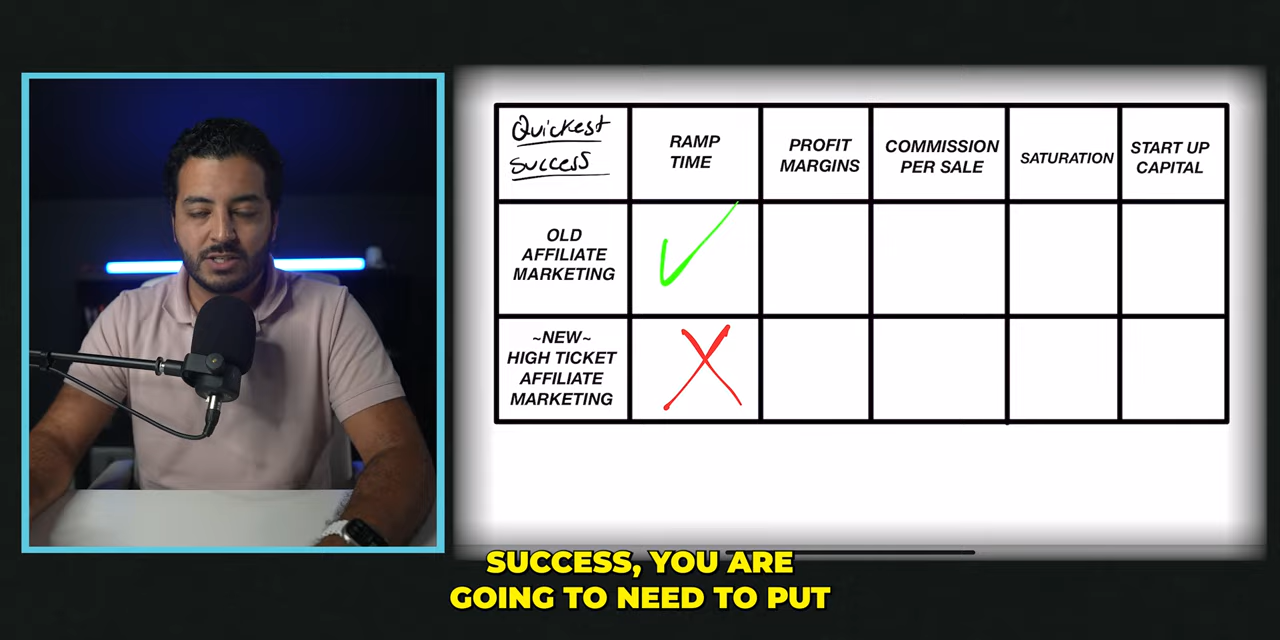 Quickest
success
RAMP
TIME
PROFIT
MARGINS
COMMISSION
PER SALE
SATURATION
START UP
CAPITAL
OLD
AFFILIATE
MARKETING
~NEW~
HIGH TICKET
AFFILIATE
MARKETING
SUCCESS, YOU ARE
GOING TO NEED TO PUT